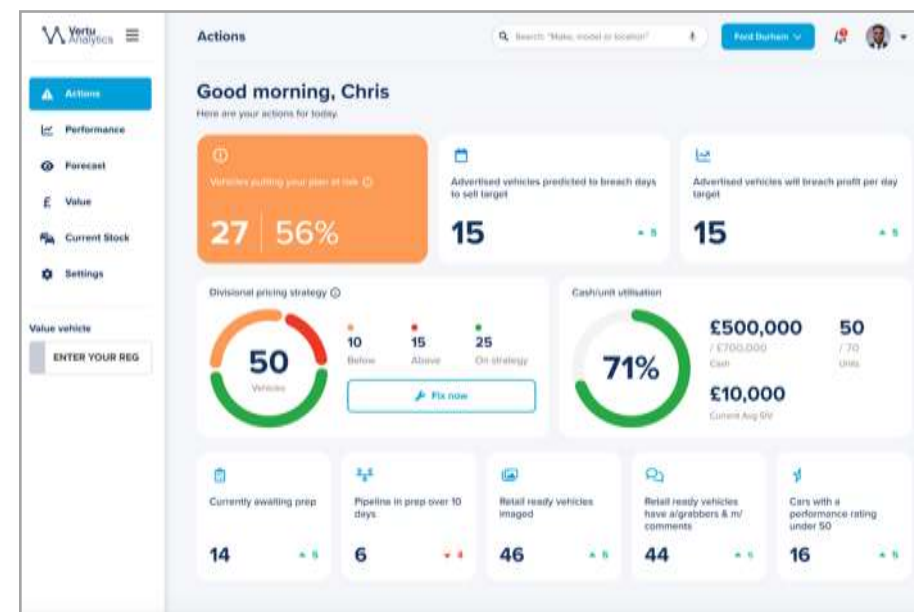 Vertu
Analytics
Actions
Search: "Make, model or location"
Ford Durham
Actions
Performance
Forecast
£ Value
Current Stock
Settings
Value vehicle
ENTER YOUR REG
Good morning, Chris
Here are your actions for today
Vehicles putting your plan at risk
27 56%
Advertised vehicles predicted to breach days
to sell target
15 5
Advertised vehicles will breach profit per day
target
15 5
Divisional pricing strategy
50
Vehicles
10 15 25
Below Above On strategy
Fix now
Cash/unit utilisation
71%
£500,000 50
/ £700,000 / 70
Cash Units
£10,000
Current Avg SIV
Currently awaiting prep
14 5
Pipeline in prep over 10
days
6 4
Retail ready vehicles
imaged
46 5
Retail ready vehicles
have a/grabbers & m/
comments
44 5
Cars with a
performance rating
under 50
16 5